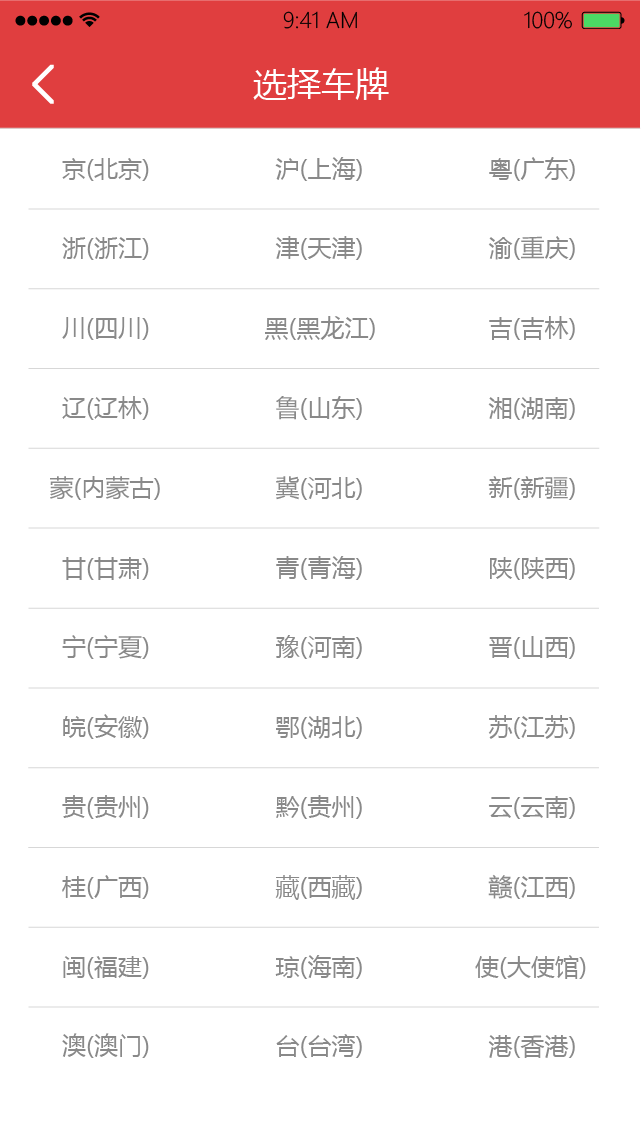 9:41 AM 100%
选择车牌
京(北京) 沪(上海) 粤(广东)
浙(浙江) 津(天津) 渝(重庆)
川(四川) 黑(黑龙江) 吉(吉林)
辽(辽林) 鲁(山东) 湘(湖南)
蒙(内蒙古) 冀(河北) 新(新疆)
甘(甘肃) 青(青海) 陕(陕西)
宁(宁夏) 豫(河南) 晋(山西)
皖(安徽) 鄂(湖北) 苏(江苏)
贵(贵州) 黔(贵州) 云(云南)
桂(广西) 藏(西藏) 赣(江西)
闽(福建) 琼(海南) 使(大使馆)
澳(澳门) 台(台湾) 港(香港)